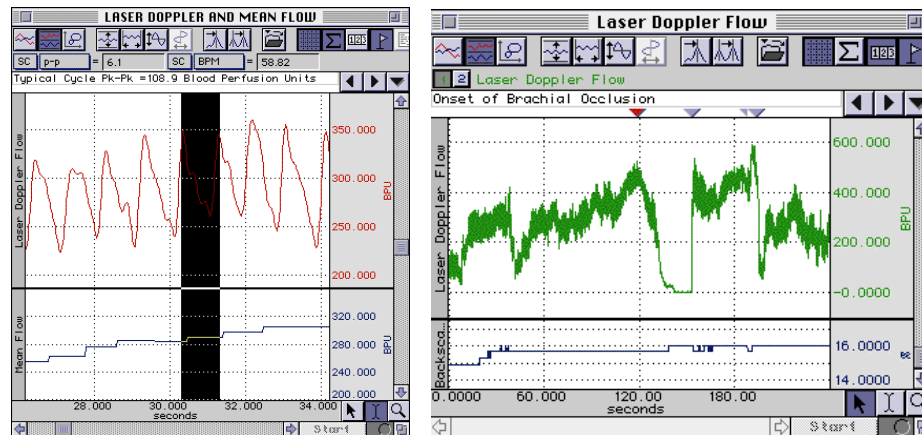 LASER DOPPLER AND MEAN FLOW
SC p-p = 6.1 SC BPM = 58.82
Typical Cycle Pk-Pk =108.9 Blood Perfusion Units
Laser Doppler Flow
350.000
300.000
250.000
200.000
BPU
Mean Flow
320.000
280.000
240.000
200.000
BPU
28.000 30.000 32.000 34.000
seconds
Start
Laser Doppler Flow
1 2 Laser Doppler Flow
Onset of Brachial Occlusion
Laser Doppler Flow
600.000
400.000
200.000
-0.0000
BPU
Backsca...
16.0000
14.0000
0.0000 60.0000 120.00 180.00
seconds
Start